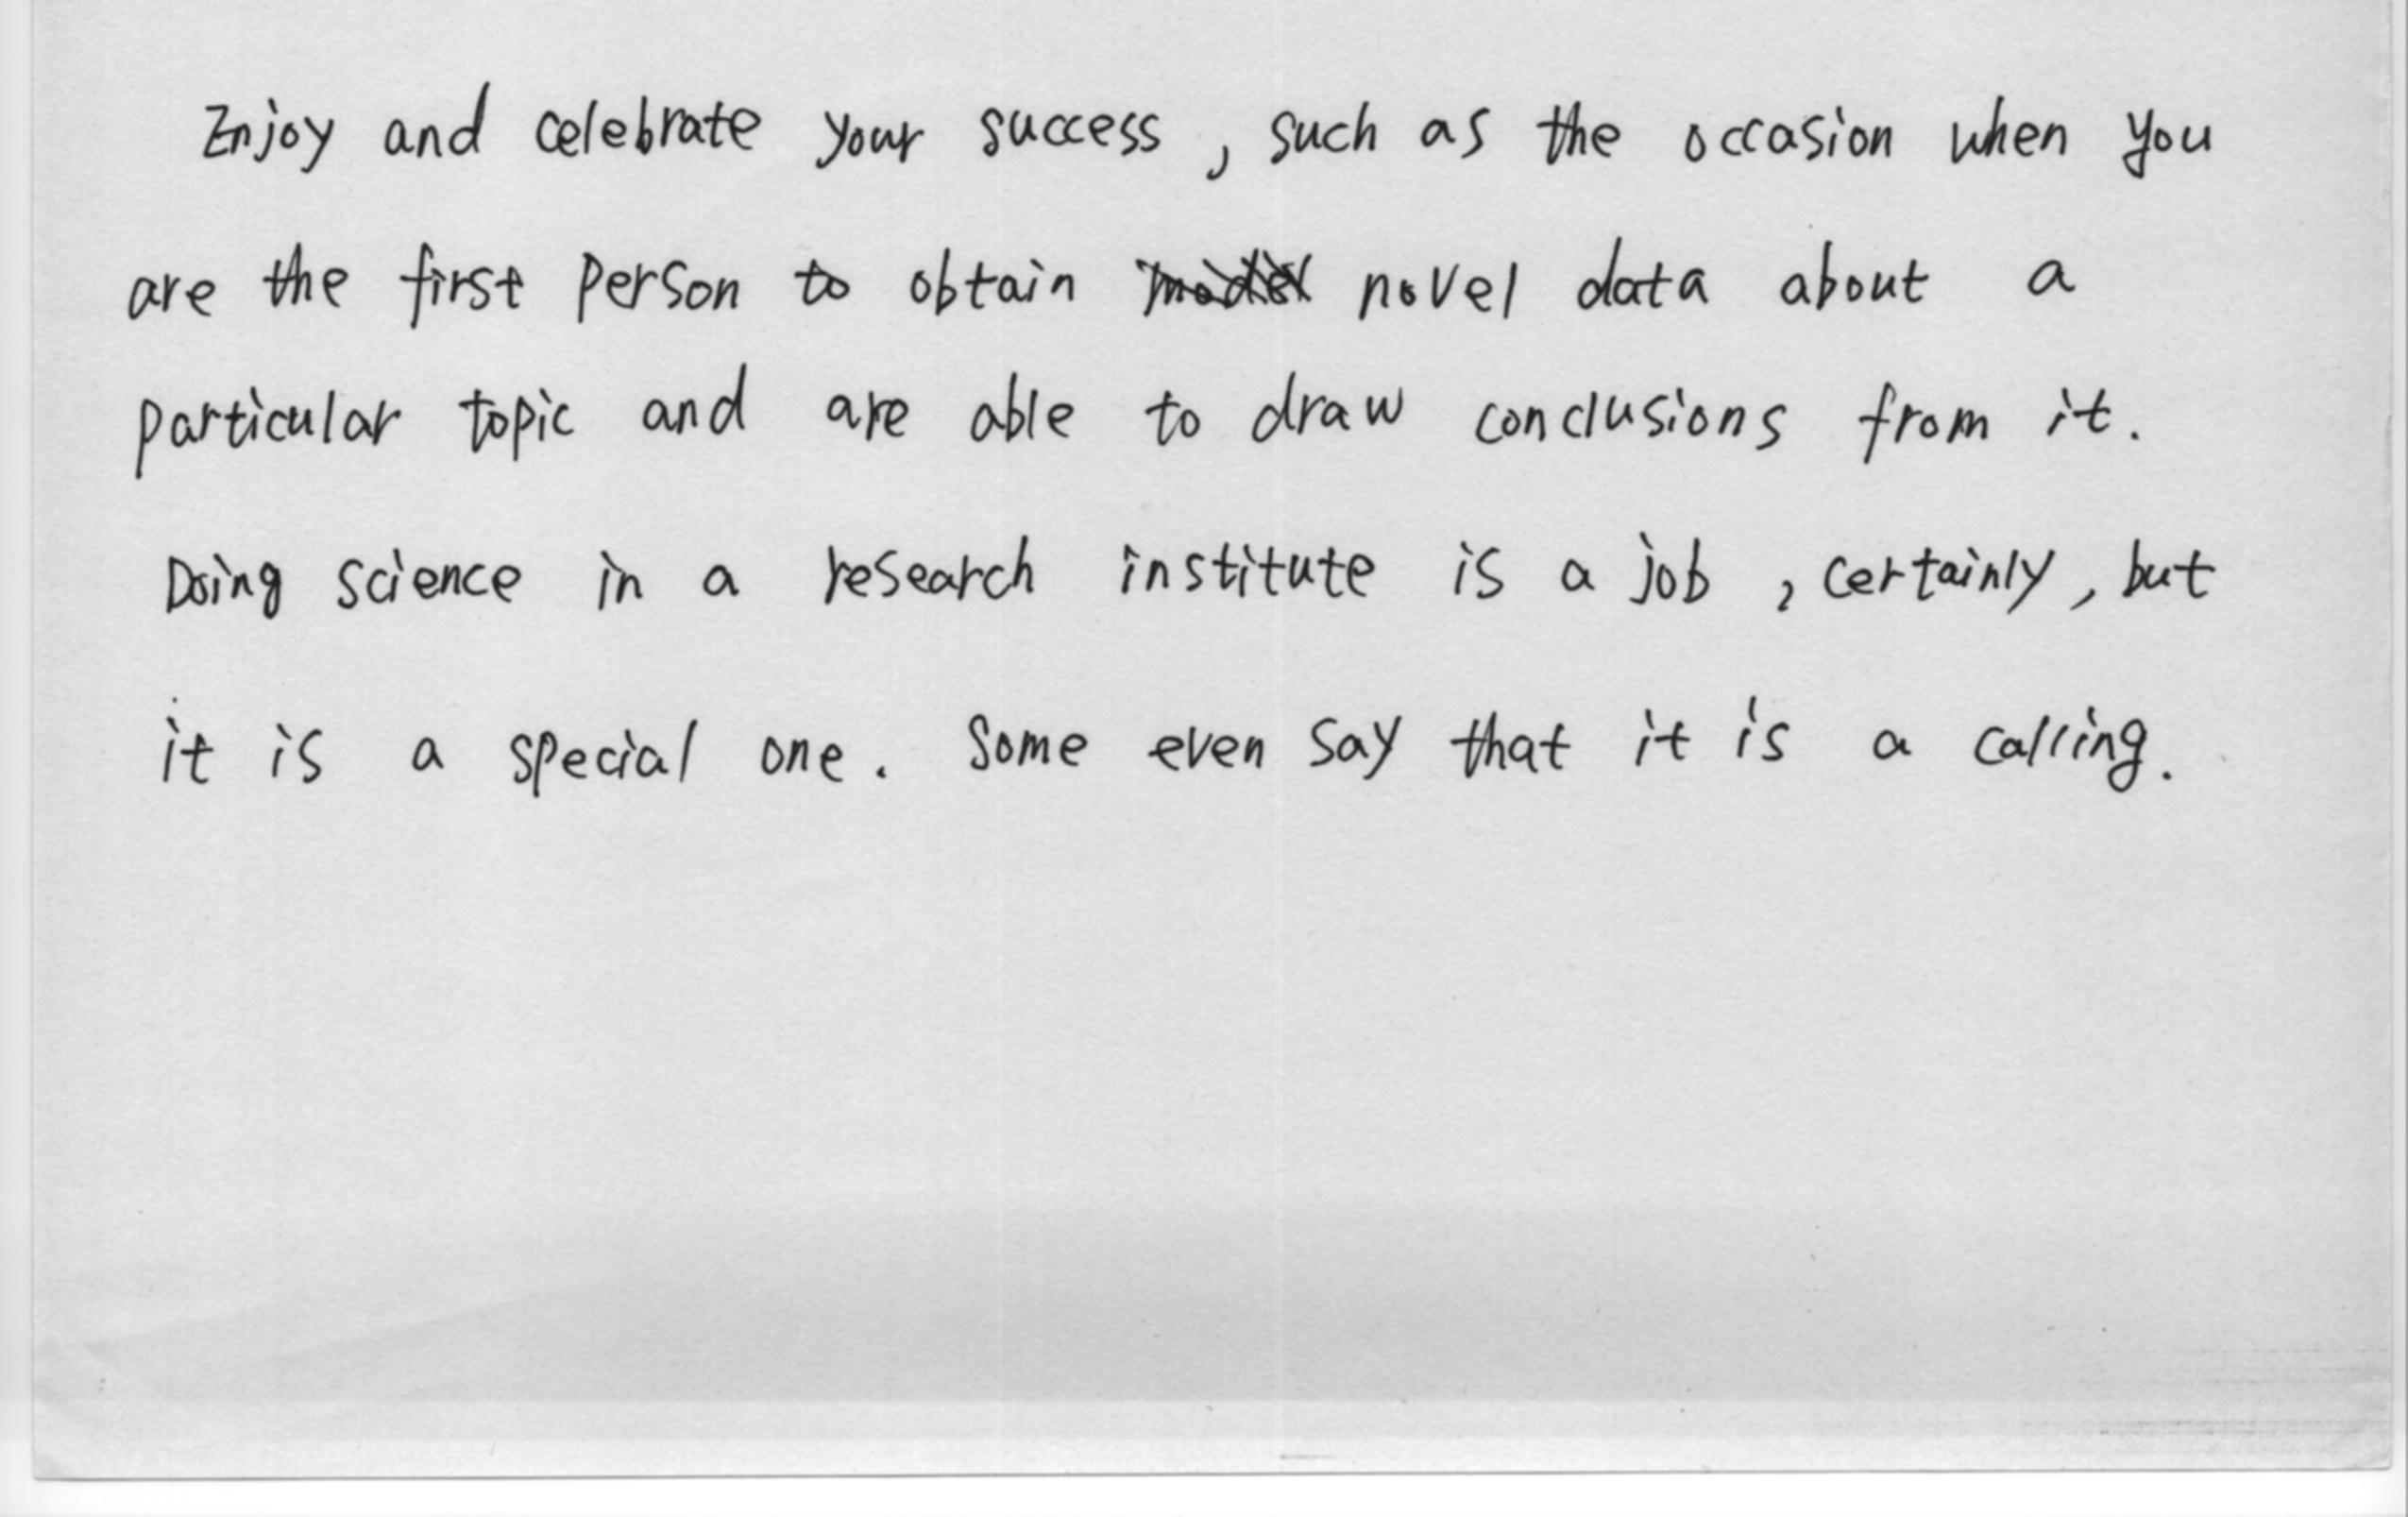 Enjoy and celebrate your success, such as the occasion when you
are the first person to obtain novel data about a
particular topic and are able to draw conclusions from it.
Doing science in a research institute is a job, certainly, but
it is a special one. Some even say that it is a calling.